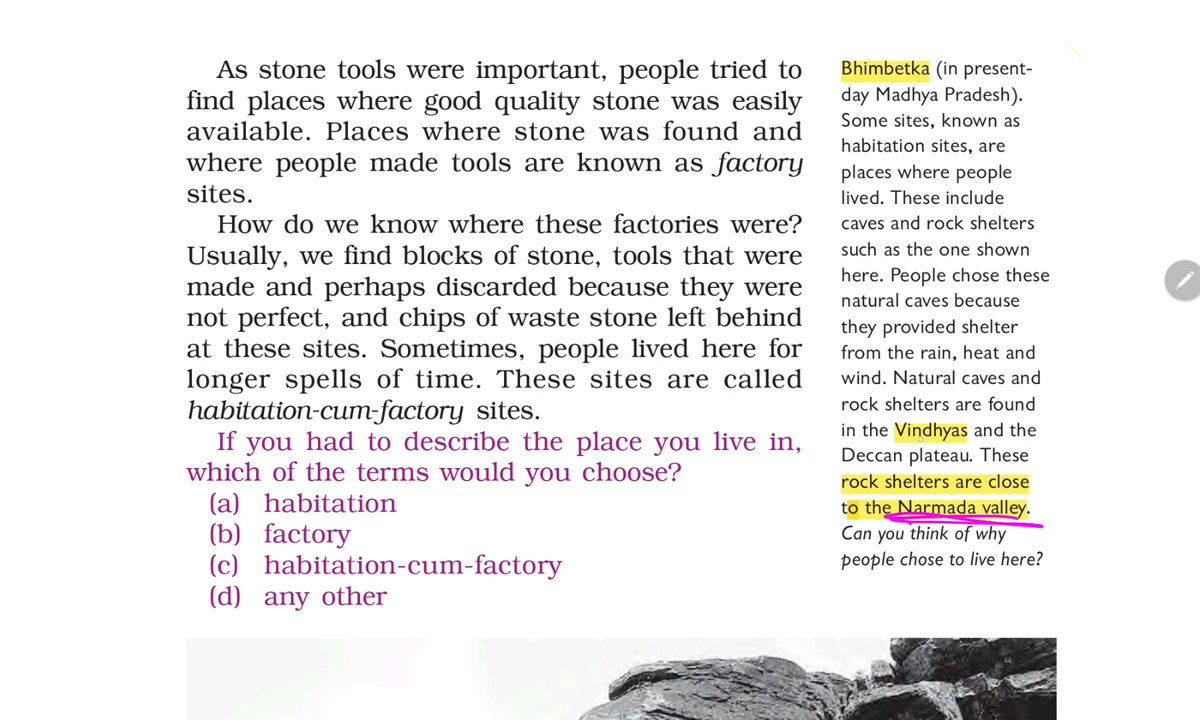 As stone tools were important, people tried to
find places where good quality stone was easily
available. Places where stone was found and
where people made tools are known as factory
sites.
How do we know where these factories were?
Usually, we find blocks of stone, tools that were
made and perhaps discarded because they were
not perfect, and chips of waste stone left behind
at these sites. Sometimes, people lived here for
longer spells of time. These sites are called
habitation-cum-factory sites.
If you had to describe the place you live in,
which of the terms would you choose?
(a) habitation
(b) factory
(c) habitation-cum-factory
(d) any other
Bhimbetka (in present-
day Madhya Pradesh).
Some sites, known as
habitation sites, are
places where people
lived. These include
caves and rock shelters
such as the one shown
here. People chose these
natural caves because
they provided shelter
from the rain, heat and
wind. Natural caves and
rock shelters are found
in the Vindhyas and the
Deccan plateau. These
rock shelters are close
to the Narmada valley.
Can you think of why
people chose to live here?